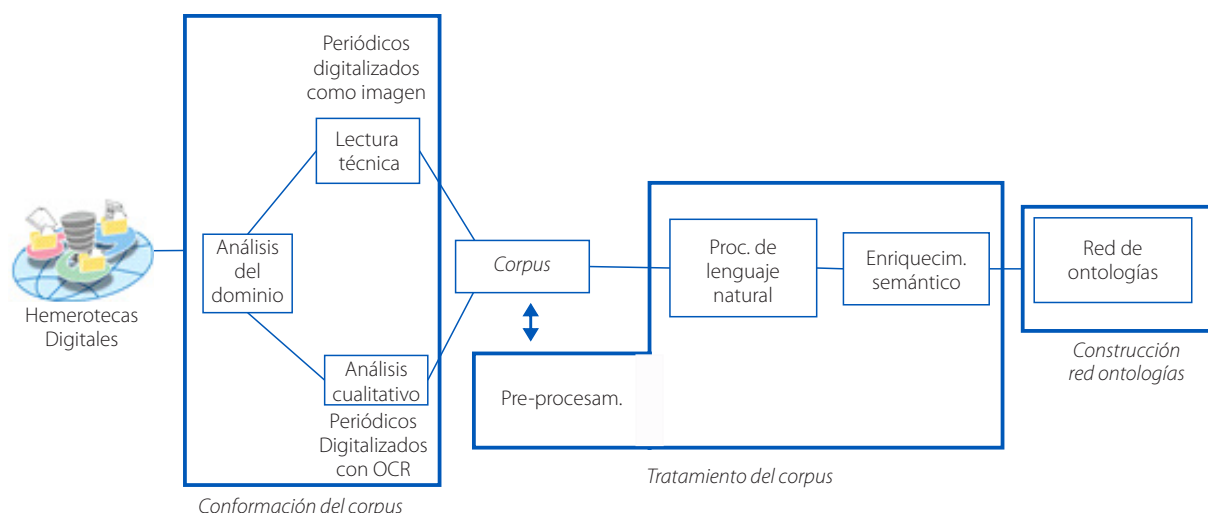 Hemerotecas
Digitales
Periódicos
digitalizados
como imagen
Lectura
técnica
Análisis
del
dominio
Análisis
cualitativo
Periódicos
Digitalizados
con OCR
Conformación del corpus
Corpus
Pre-procesam.
Proc. de
lenguaje
natural
Enriquecim.
semántico
Tratamiento del corpus
Red de
ontologías
Construcción
red ontologías